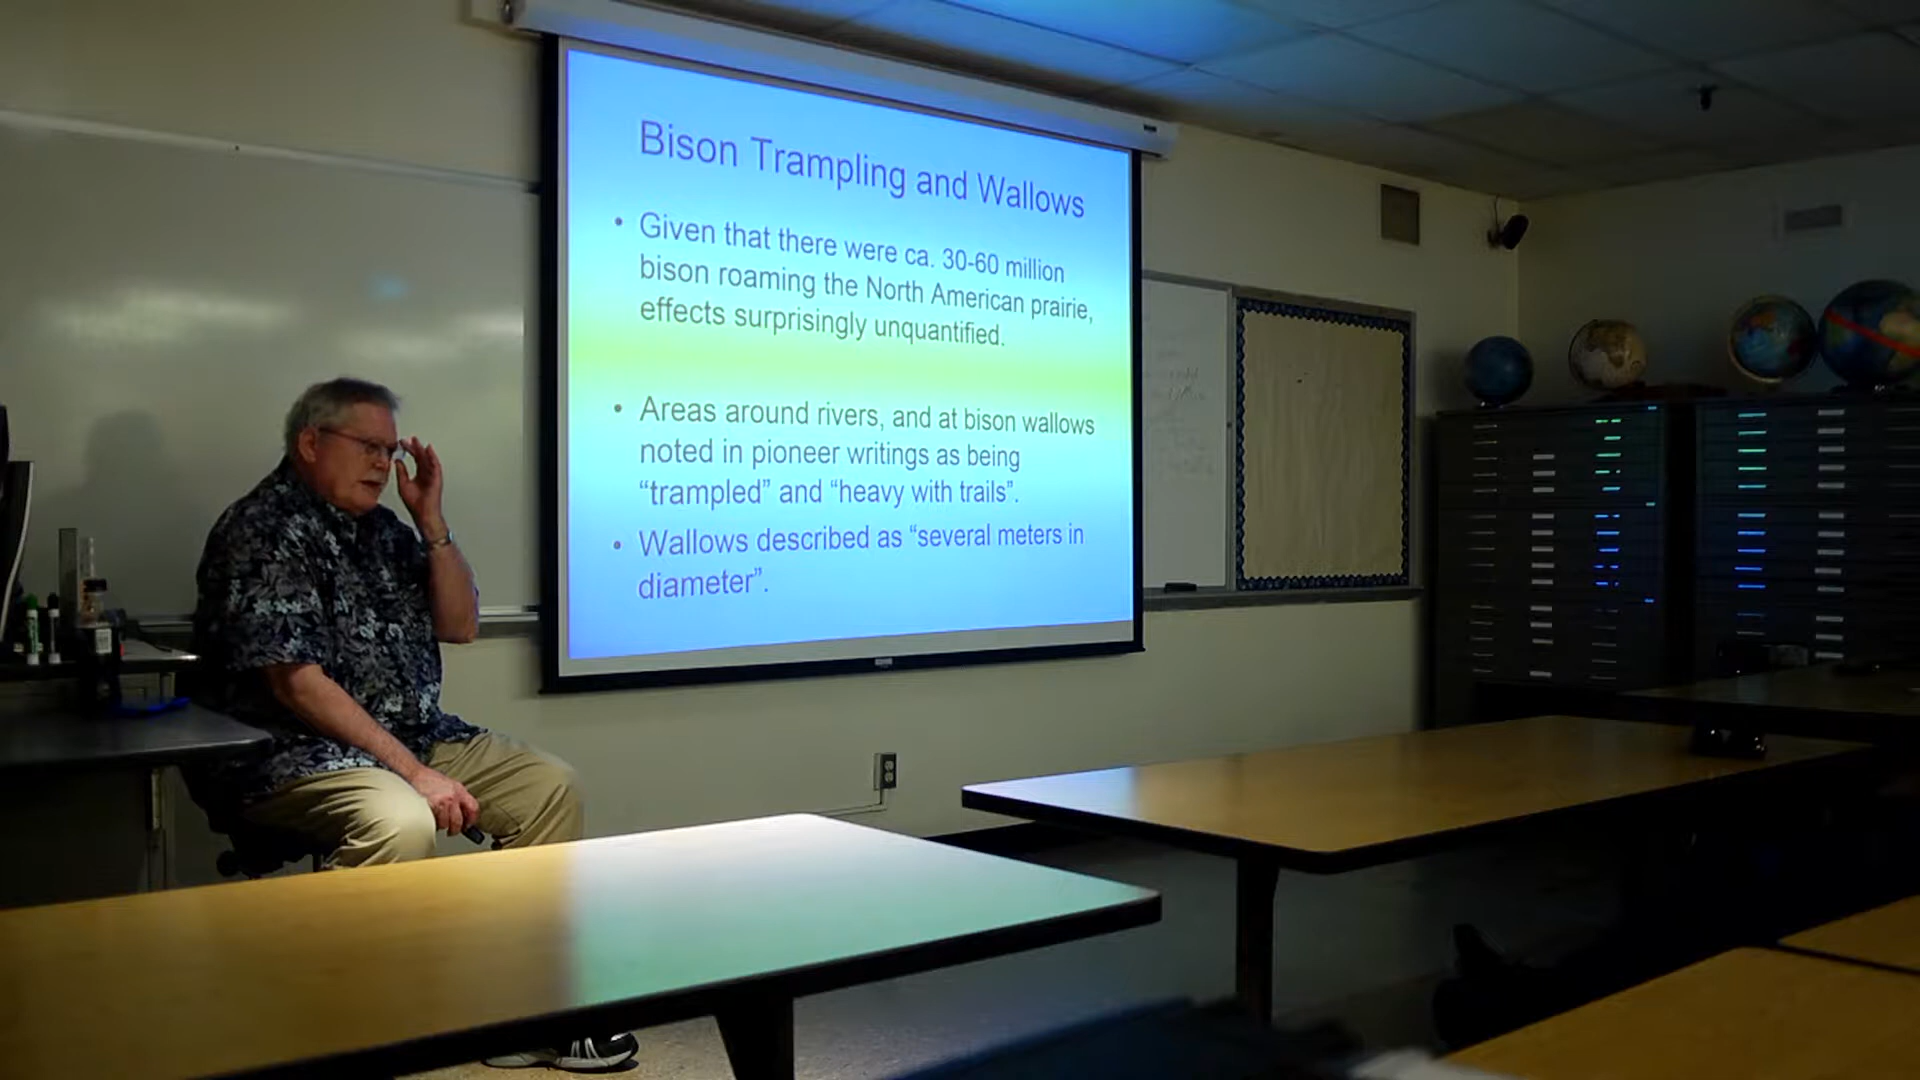 Bison Trampling and Wallows
• Given that there were ca. 30-60 million
bison roaming the North American prairie,
effects surprisingly unquantified.
• Areas around rivers, and at bison wallows
noted in pioneer writings as being
“trampled” and “heavy with trails”.
• Wallows described as “several meters in
diameter”.